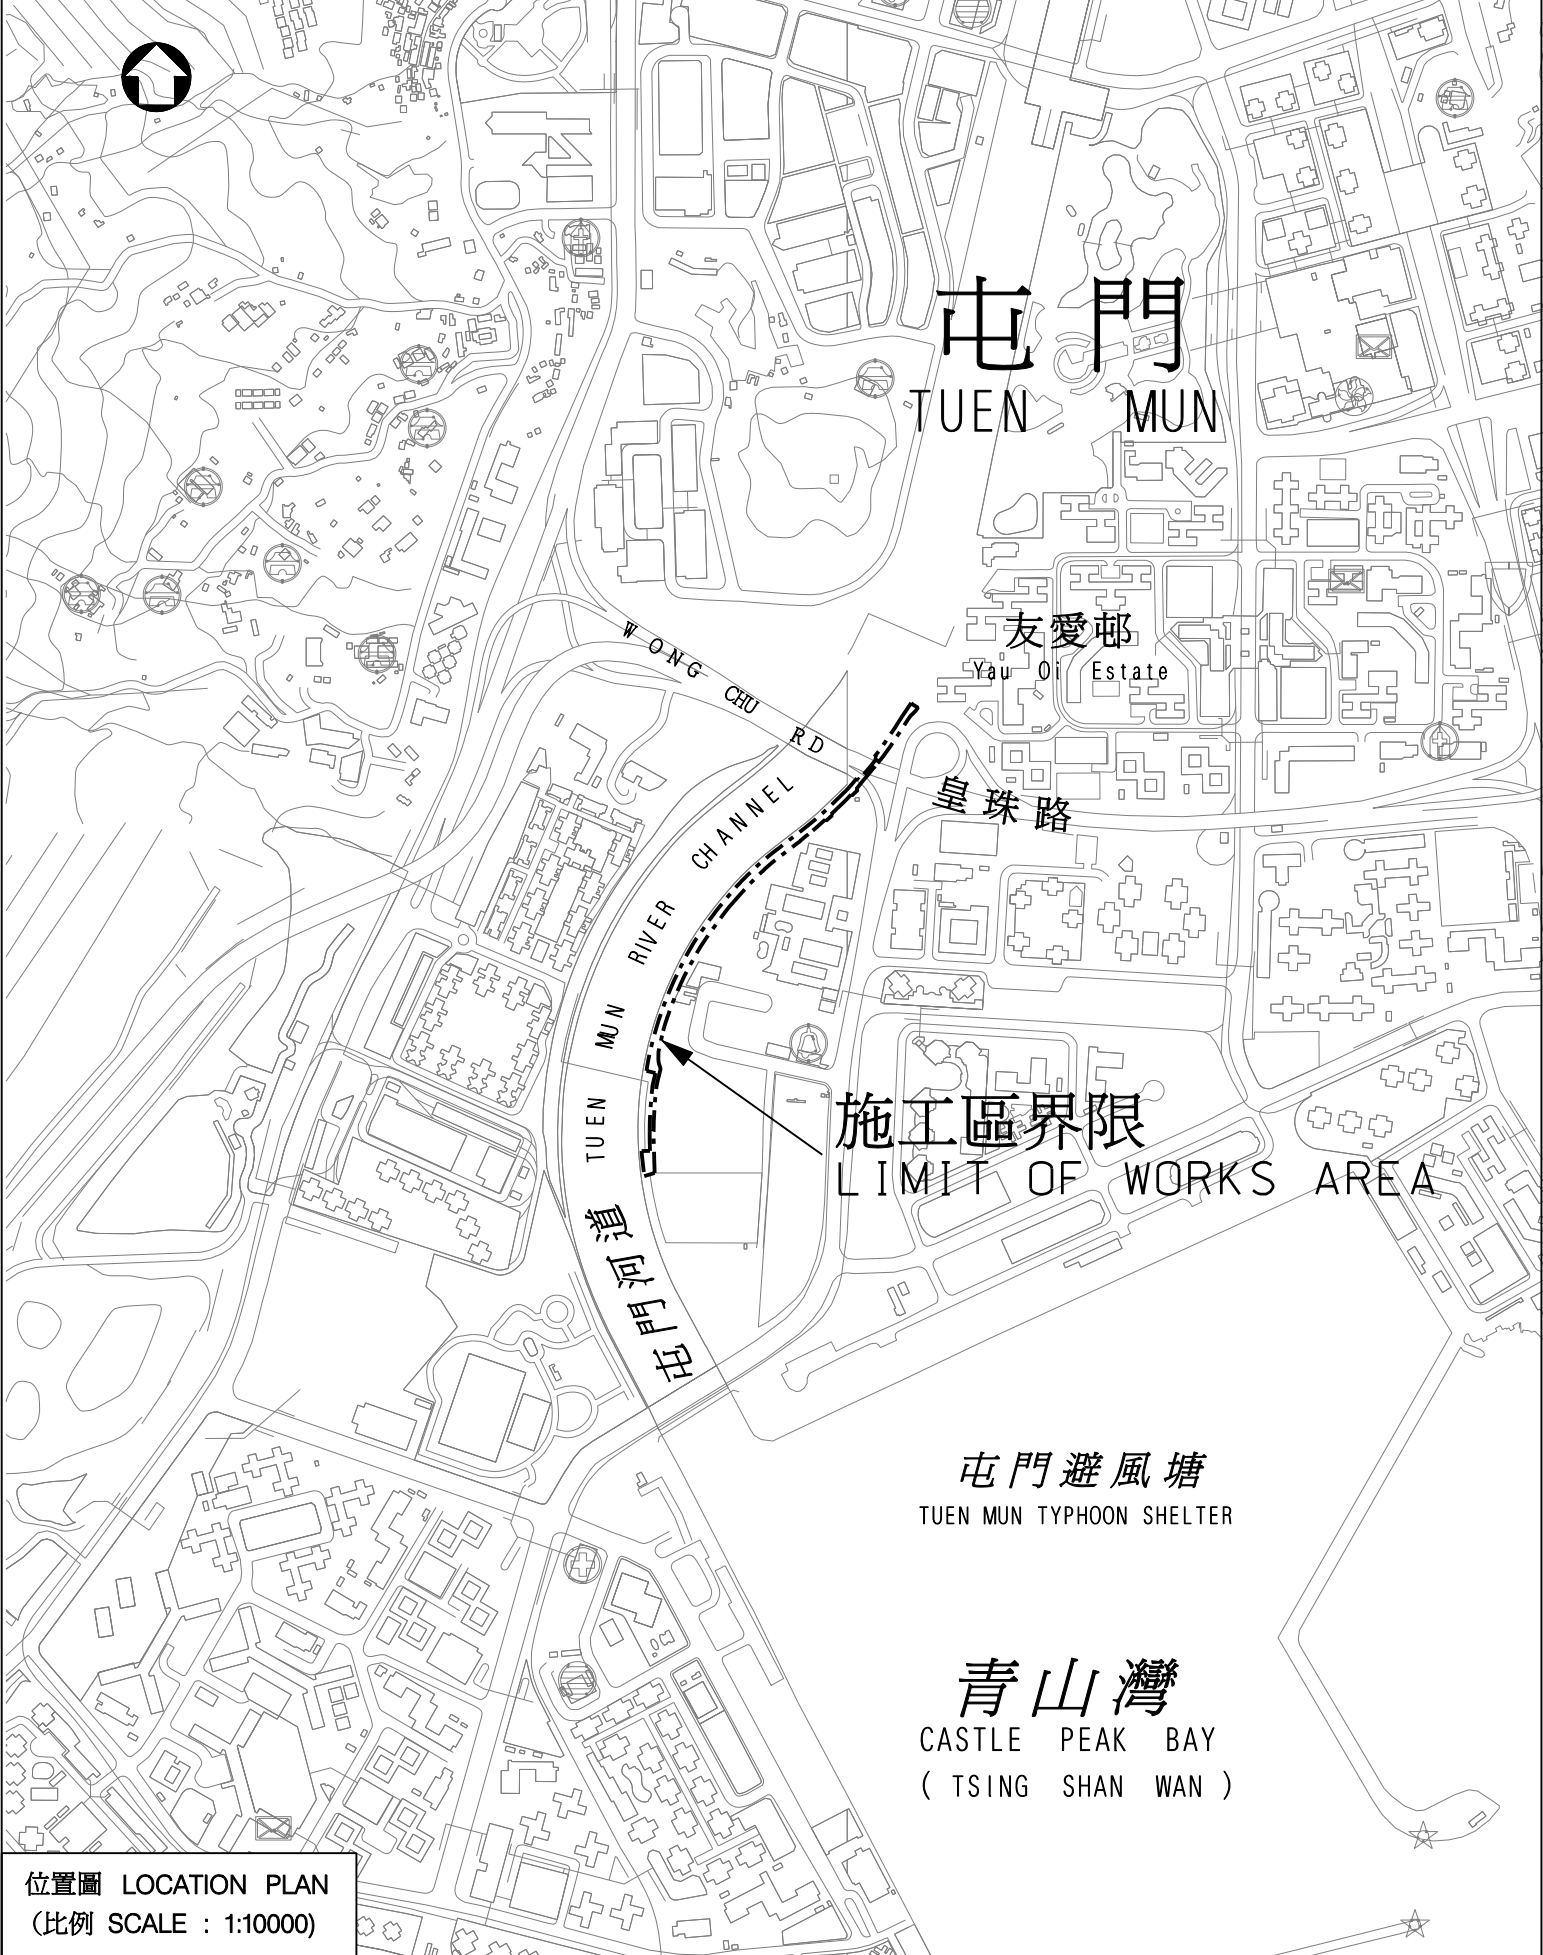 屯 門
TUEN MUN
友愛邨
Yau Oi Estate
WONG CHU RD
皇珠路
TUEN MUN RIVER CHANNEL
屯門河道
施工區界限
LIMIT OF WORKS AREA
屯門避風塘
TUEN MUN TYPHOON SHELTER
青山灣
CASTLE PEAK BAY
( TSING SHAN WAN )
位置圖 LOCATION PLAN
(比例 SCALE : 1:10000)